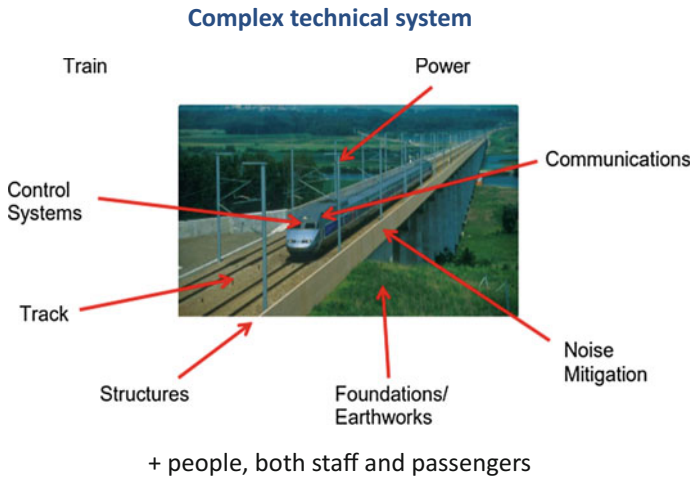 Complex technical system
Train
Power
Communications
Control
Systems
Track
Noise
Mitigation
Structures
Foundations/
Earthworks
+ people, both staff and passengers